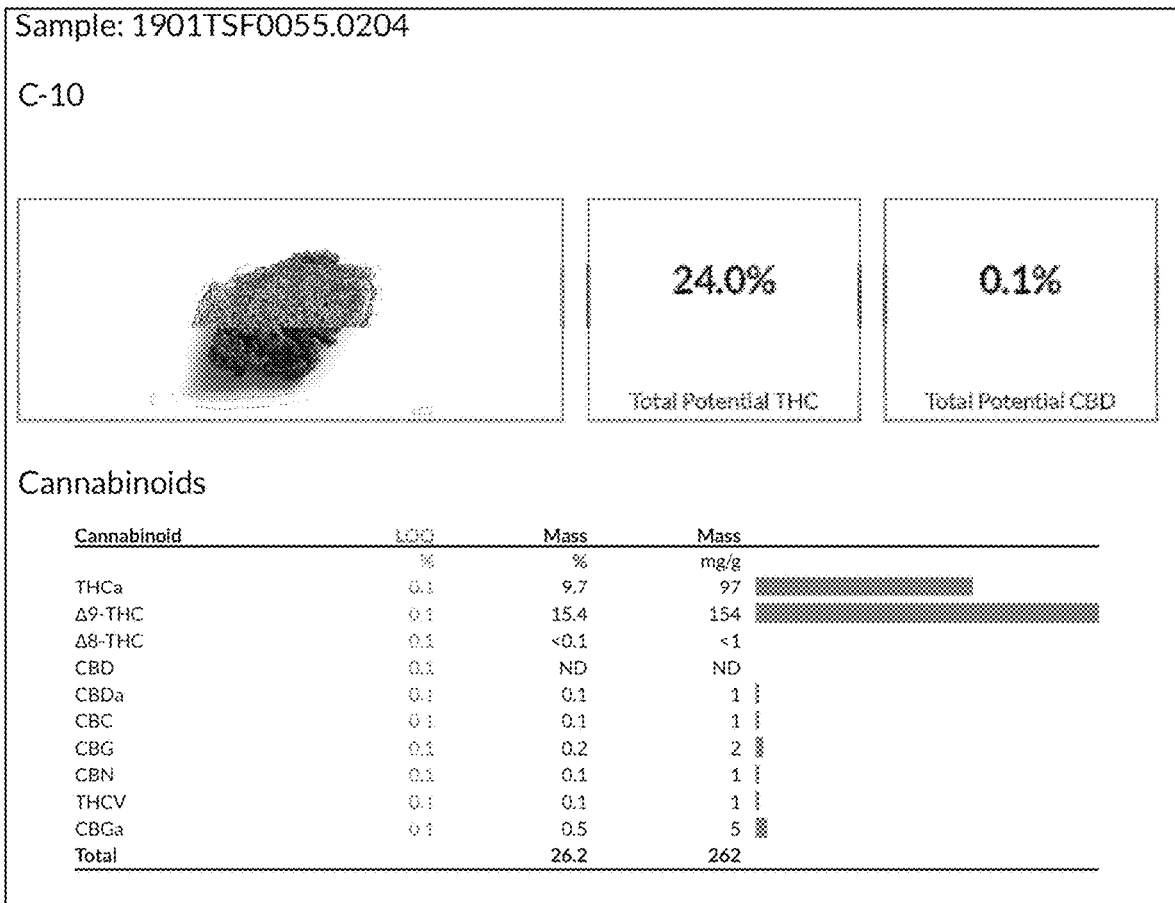 Sample: 1901TSF0055.0204
C-10
24.0%
Total Potential THC
0.1%
Total Potential CBD
Cannabinoids
Cannabinoid LOQ Mass Mass
% % mg/g
THCa 0.1 9.7 97
Δ9-THC 0.1 15.4 154
Δ8-THC 0.1 <0.1 <1
CBD 0.1 ND ND
CBDa 0.1 0.1 1
CBC 0.1 0.1 1
CBG 0.1 0.2 2
CBN 0.1 0.1 1
THCV 0.1 0.1 1
CBGa 0.1 0.5 5
Total 26.2 262